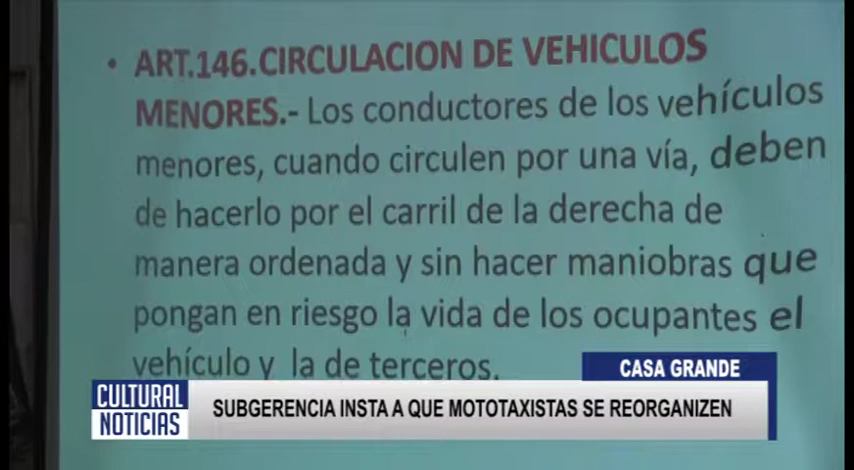 • ART.146.CIRCULACION DE VEHICULOS
MENORES.- Los conductores de los vehículos
menores, cuando circulen por una vía, deben
de hacerlo por el carril de la derecha de
manera ordenada y sin hacer maniobras que
pongan en riesgo la vida de los ocupantes el
vehículo y la de terceros.
CASA GRANDE
CULTURAL
NOTICIAS
SUBGERENCIA INSTA A QUE MOTOTAXISTAS SE REORGANIZEN